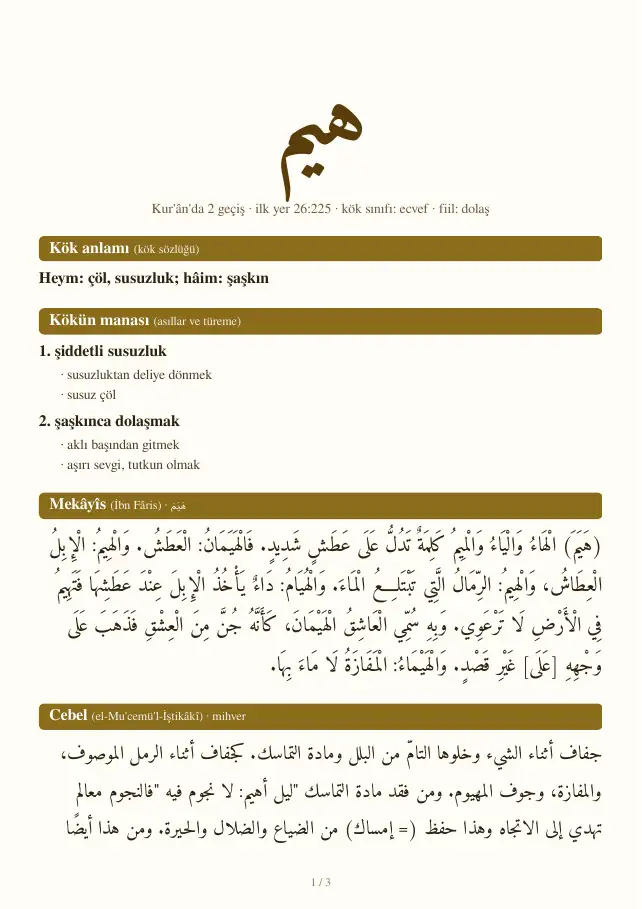 هيم
Kur'ân'da 2 geçiş · ilk yer 26:225 · kök sınıfı: ecvef · fiil: dolaş
Kök anlamı (kök sözlüğü)
Heym: çöl, susuzluk; hâim: şaşkın
Kökün manası (asıllar ve türeme)
1. şiddetli susuzluk
· susuzluktan deliye dönmek
· susuz çöl
2. şaşkınca dolaşmak
· aklı başından gitmek
· aşırı sevgi, tutkun olmak
Mekâyîs (İbn Fâris) · هَيَمَ
(هَيَمَ) الْهَاءُ وَالْيَاءُ وَالْمِيمُ كَلِمَةٌ تَدُلُّ عَلَى عَطَشٍ شَدِيدٍ. فَالْهَيَمَانُ: الْعَطَشُ. وَالْهِيمُ: الْإِبِلُ
الْعِطَاشُ، وَالْهِيمُ: الرِّمَالُ الَّتِي تَبْتَلِعُ الْمَاءَ. وَالْهُيَامُ: دَاءٌ يَأْخُذُ الْإِبِلَ عِنْدَ عَطَشِهَا فَتَهِيمُ
فِي الْأَرْضِ لَا تَرْعَوِي. وَبِهِ سُمِّي الْعَاشِقُ الْهَيْمَانَ، كَأَنَّهُ جُنَّ مِنَ الْعِشْقِ فَذَهَبَ عَلَى
وَجْهِهِ [عَلَى] غَيْرِ قَصْدٍ. وَالْهَيْمَاءُ: الْمَفَازَةُ لَا مَاءَ بِهَا.
Cebel (el-Mu'cemü'l-İştikâkî) · mihver
جفاف أثناء الشيء وخلوها التامّ من البلل ومادة التماسك. كجفاف أثناء الرمل الموصوف،
والمفازة، وجوف المهيوم. ومن فقد مادة التماسك "ليل أهيم: لا نجوم فيه "فالنجوم معالم
تهدي إلى الاتجاه وهذا حفظ (= إمساك) من الضياع والضلال والحيرة. ومن هذا أيضًا
1 / 3